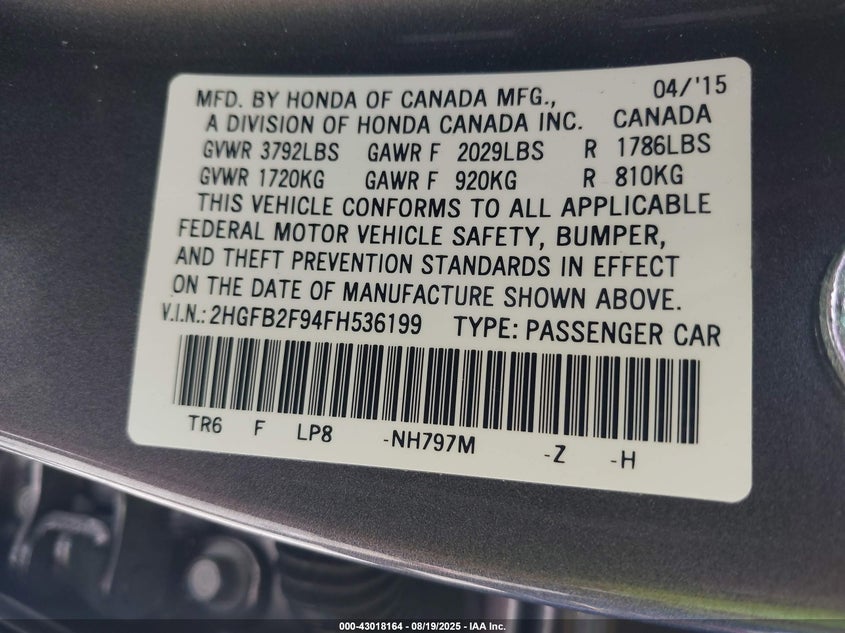 04/'15
MFD. BY HONDA OF CANADA MFG.,
A DIVISION OF HONDA CANADA INC. CANADA
GVWR 3792LBS GAWR F 2029LBS R 1786LBS
GVWR 1720KG GAWR F 920KG R 810KG
THIS VEHICLE CONFORMS TO ALL APPLICABLE
FEDERAL MOTOR VEHICLE SAFETY, BUMPER,
AND THEFT PREVENTION STANDARDS IN EFFECT
ON THE DATE OF MANUFACTURE SHOWN ABOVE.
V.I.N.: 2HGFB2F94FH536199 TYPE: PASSENGER CAR
TR6 F LP8 -NH797M -Z -H
000-43018164 - 08/19/2025 - IAA Inc.